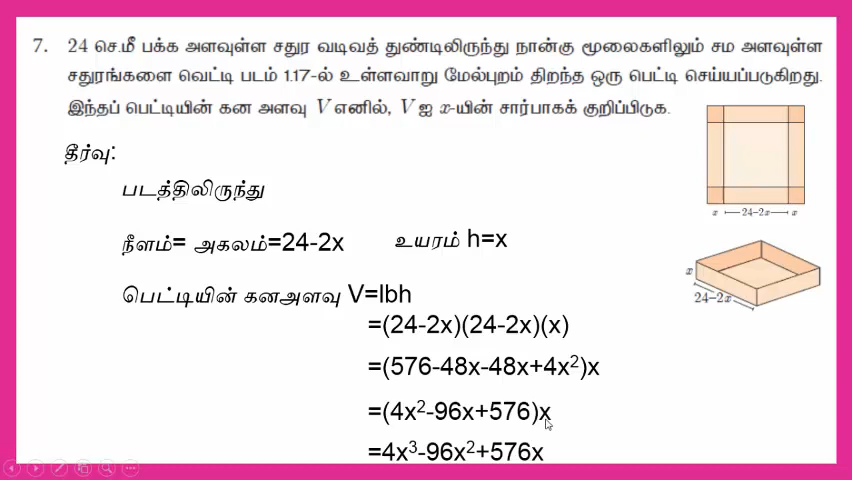 7. 24 செ.மீ பக்க அளவுள்ள சதுர வடிவத் துண்டிலிருந்து நான்கு மூலைகளிலும் சம அளவுள்ள
சதுரங்களை வெட்டி படம் 1.17-ல் உள்ளவாறு மேல்புறம் திறந்த ஒரு பெட்டி செய்யப்படுகிறது.
இந்தப் பெட்டியின் கன அளவு V எனில், V ஐ x-யின் சார்பாகக் குறிப்பிடுக.
தீர்வு:
படத்திலிருந்து
x 24-2x x
நீளம்= அகலம்=24-2x உயரம் h=x
x
24-2x
பெட்டியின் கனஅளவு V=lbh
=(24-2x)(24-2x)(x)
=(576-48x-48x+4x²)x
=(4x²-96x+576)x
=4x³-96x²+576x